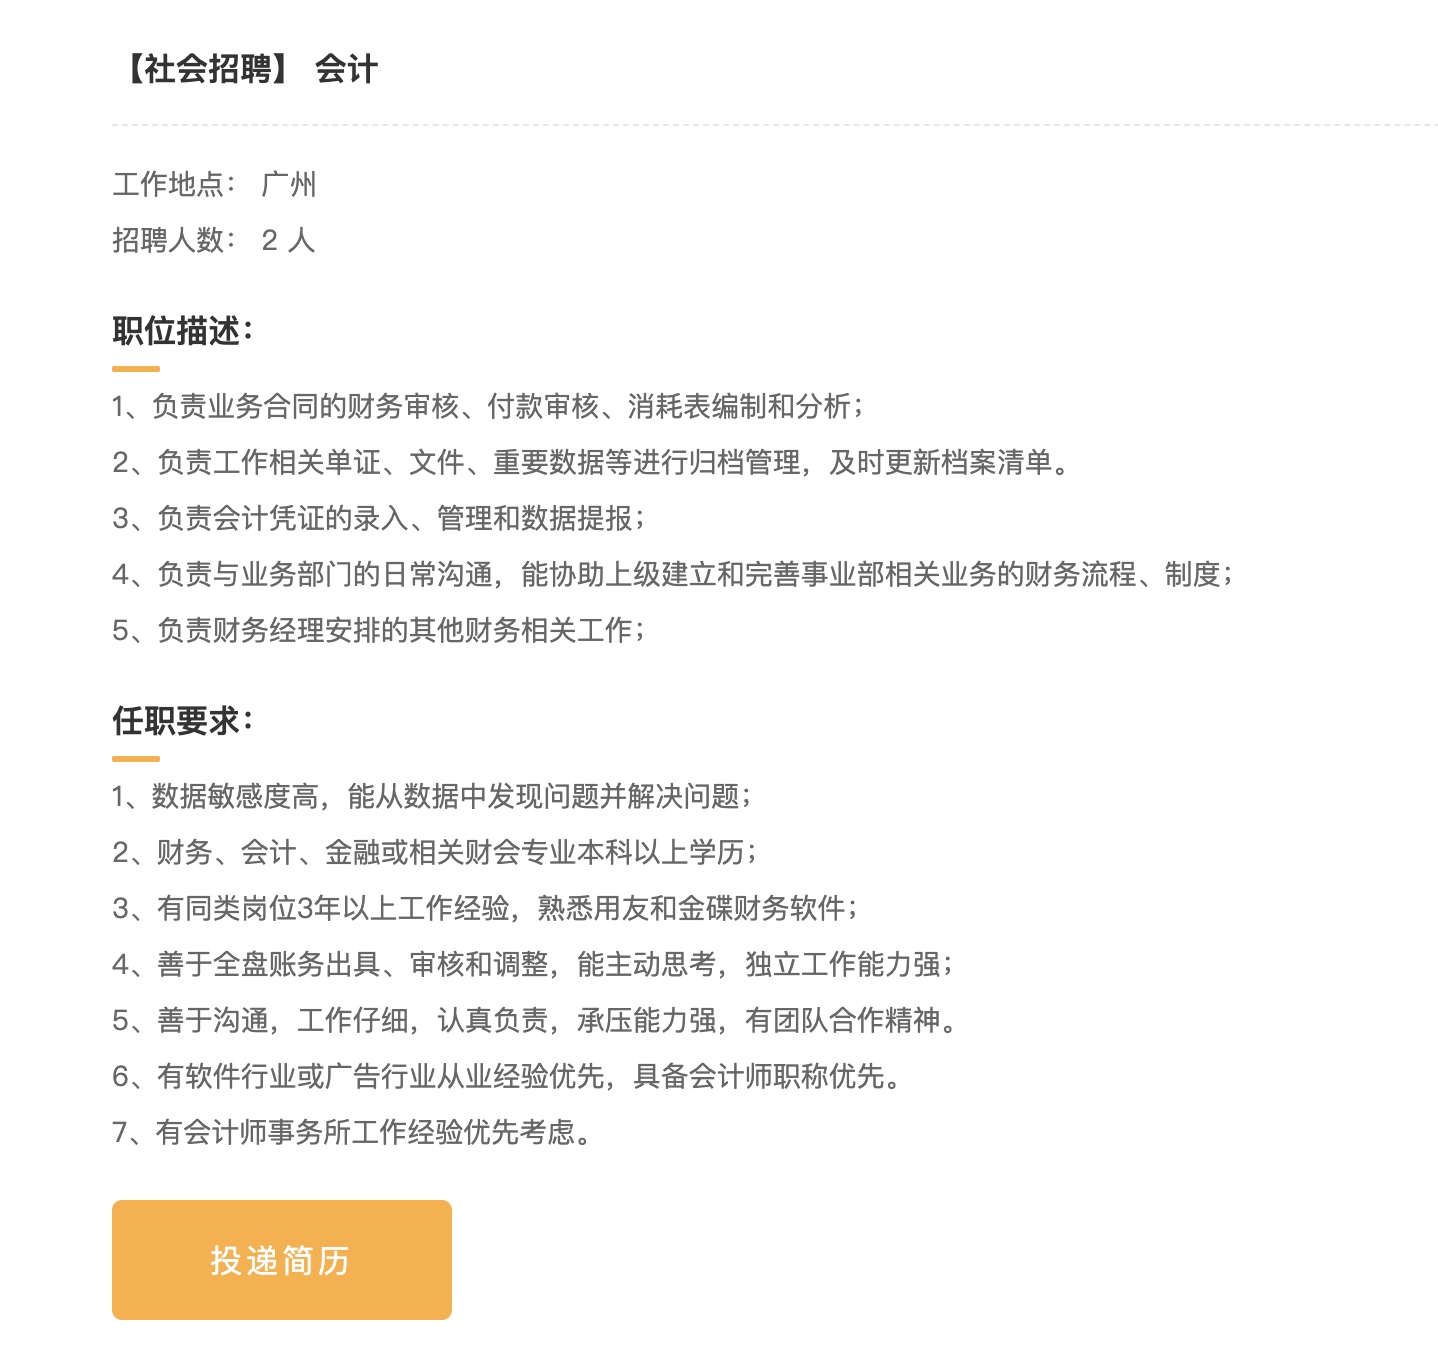 【社会招聘】 会计
工作地点： 广州
招聘人数： 2 人
职位描述：
1、负责业务合同的财务审核、付款审核、消耗表编制和分析；
2、负责工作相关单证、文件、重要数据等进行归档管理，及时更新档案清单。
3、负责会计凭证的录入、管理和数据提报；
4、负责与业务部门的日常沟通，能协助上级建立和完善事业部相关业务的财务流程、制度；
5、负责财务经理安排的其他财务相关工作；
任职要求：
1、数据敏感度高，能从数据中发现问题并解决问题；
2、财务、会计、金融或相关财会专业本科以上学历；
3、有同类岗位3年以上工作经验，熟悉用友和金碟财务软件；
4、善于全盘账务出具、审核和调整，能主动思考，独立工作能力强；
5、善于沟通，工作仔细，认真负责，承压能力强，有团队合作精神。
6、有软件行业或广告行业从业经验优先，具备会计师职称优先。
7、有会计师事务所工作经验优先考虑。
投递简历